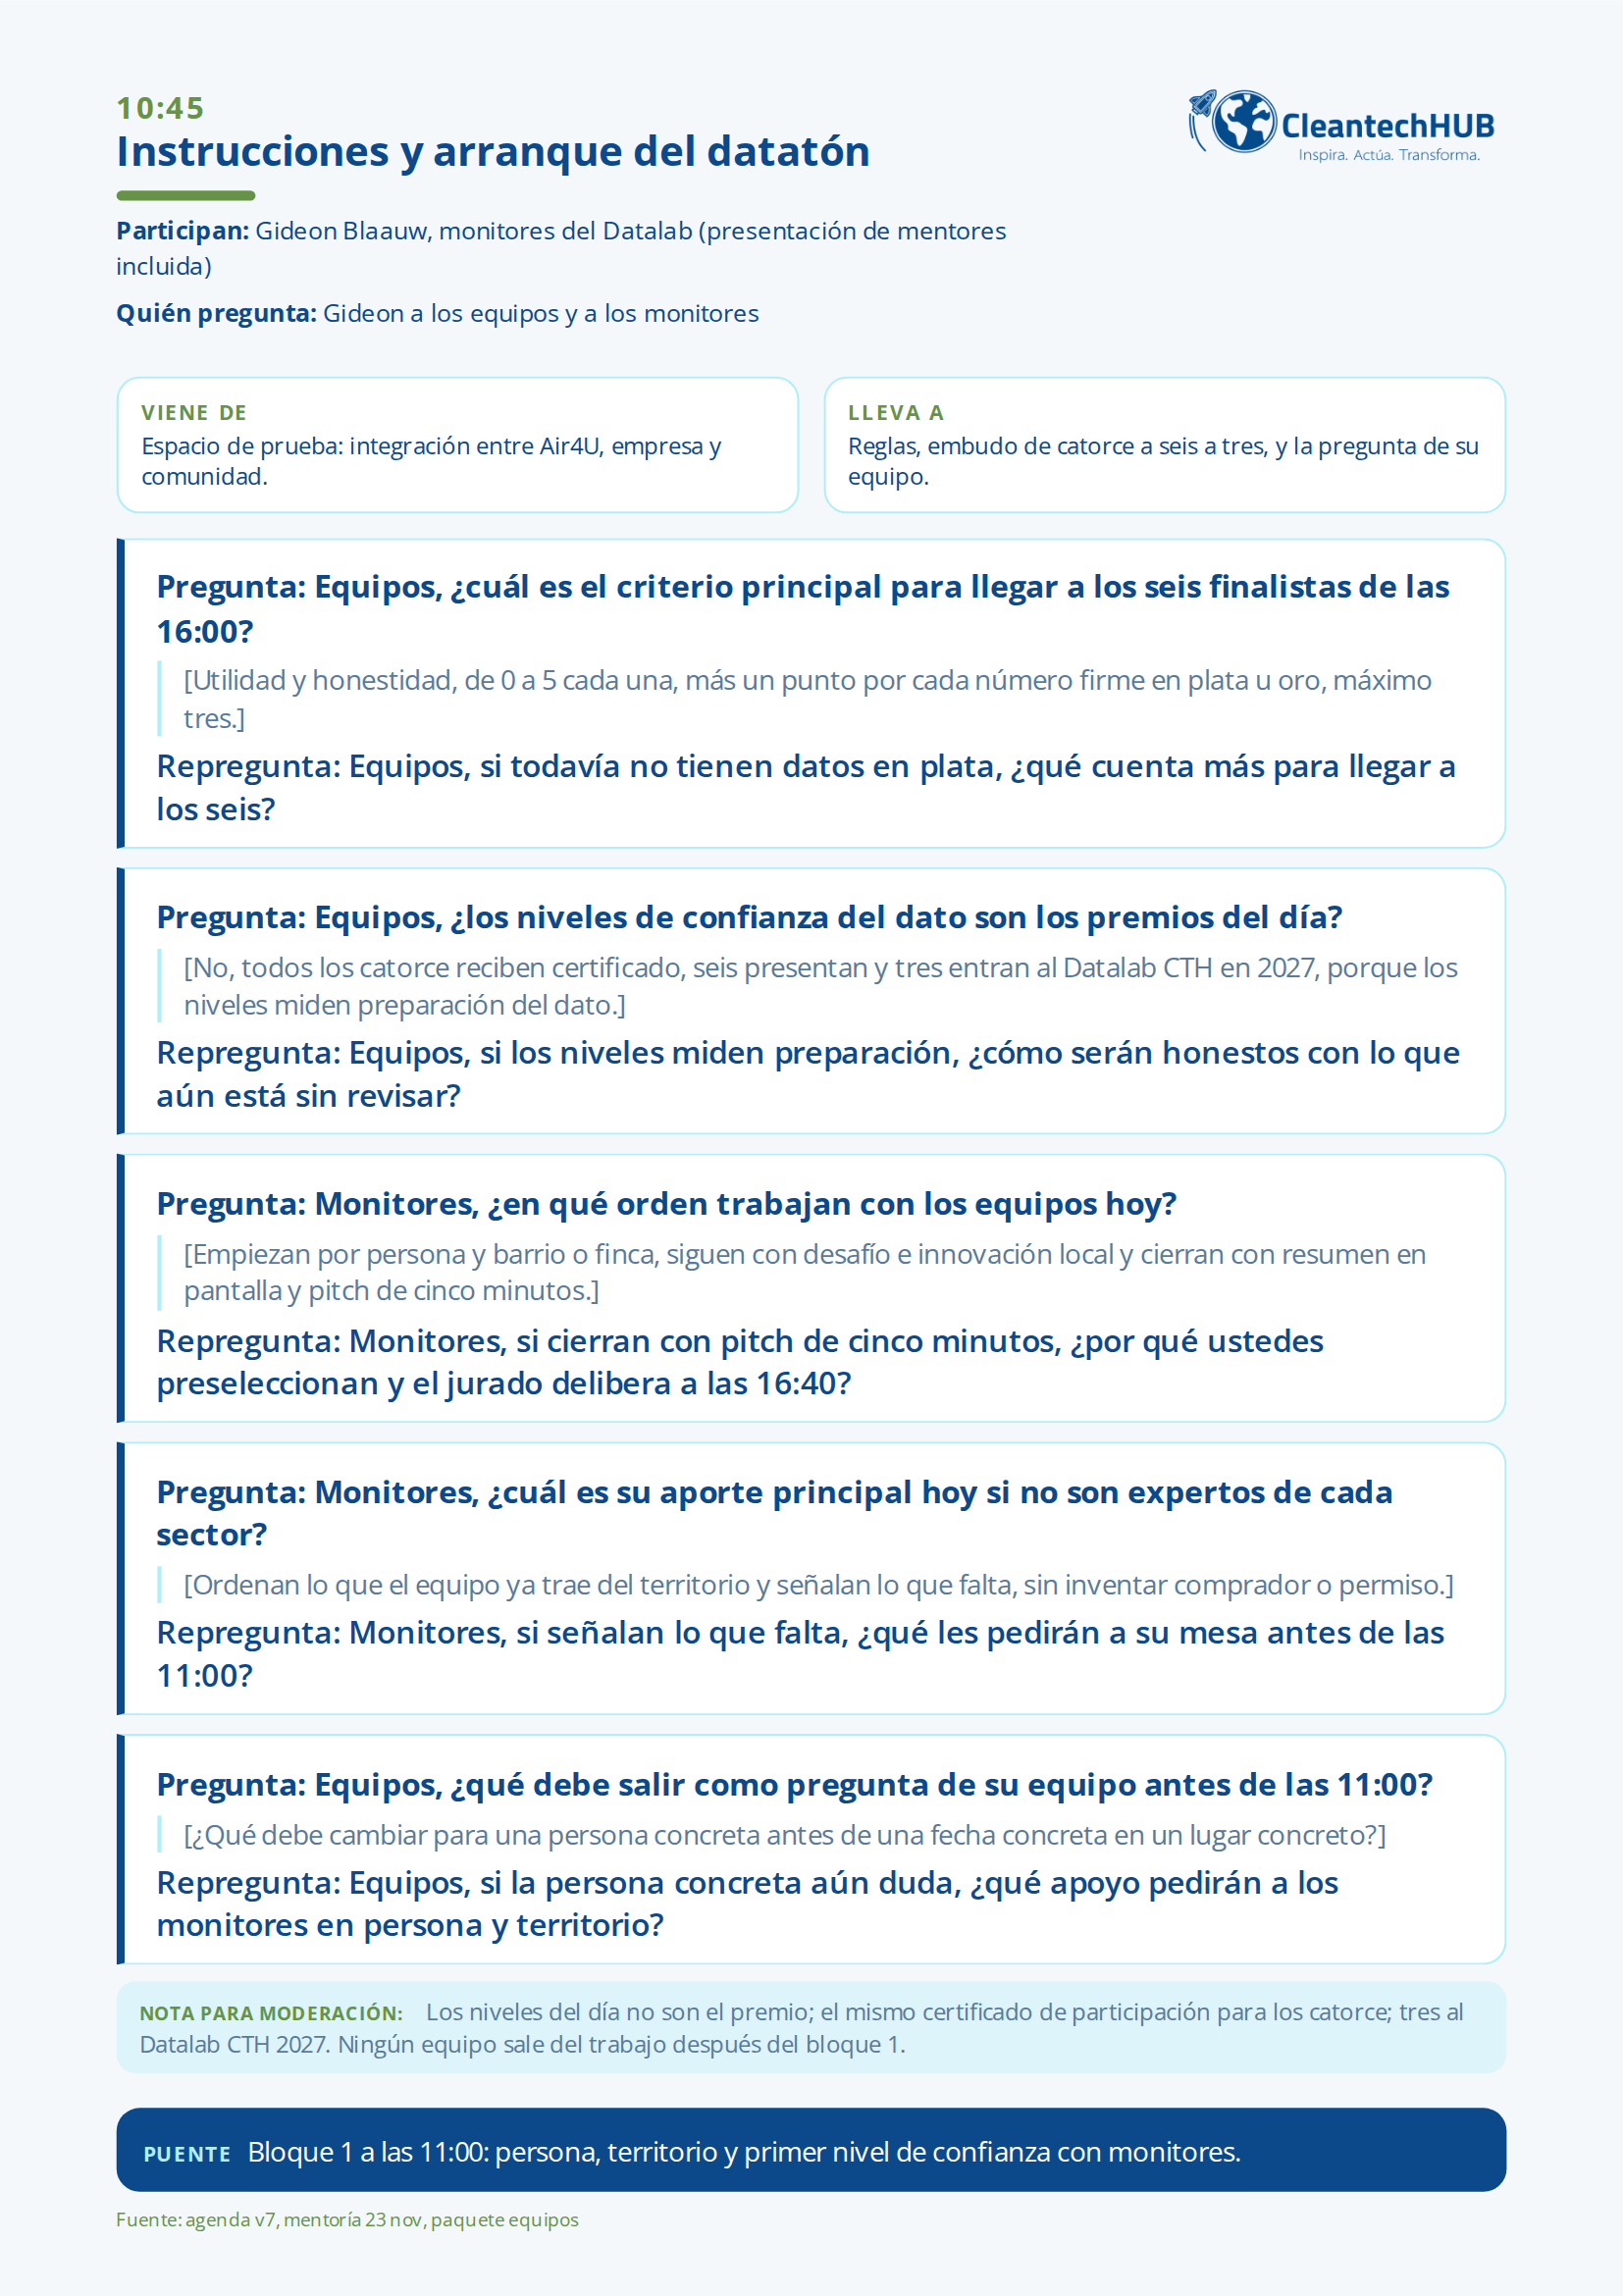 10:45
Instrucciones y arranque del datatón
CleantechHUB
Inspira. Actúa. Transforma.
Participan: Gideon Blaauw, monitores del Datalab (presentación de mentores
incluida)
Quién pregunta: Gideon a los equipos y a los monitores
VIENE DE
Espacio de prueba: integración entre Air4U, empresa y
comunidad.
LLEVA A
Reglas, embudo de catorce a seis a tres, y la pregunta de su
equipo.
Pregunta: Equipos, ¿cuál es el criterio principal para llegar a los seis finalistas de las
16:00?
[Utilidad y honestidad, de 0 a 5 cada una, más un punto por cada número firme en plata u oro, máximo
tres.]
Repregunta: Equipos, si todavía no tienen datos en plata, ¿qué cuenta más para llegar a
los seis?
Pregunta: Equipos, ¿los niveles de confianza del dato son los premios del día?
[No, todos los catorce reciben certificado, seis presentan y tres entran al Datalab CTH en 2027, porque los
niveles miden preparación del dato.]
Repregunta: Equipos, si los niveles miden preparación, ¿cómo serán honestos con lo que
aún está sin revisar?
Pregunta: Monitores, ¿en qué orden trabajan con los equipos hoy?
[Empiezan por persona y barrio o finca, siguen con desafío e innovación local y cierran con resumen en
pantalla y pitch de cinco minutos.]
Repregunta: Monitores, si cierran con pitch de cinco minutos, ¿por qué ustedes
preseleccionan y el jurado delibera a las 16:40?
Pregunta: Monitores, ¿cuál es su aporte principal hoy si no son expertos de cada
sector?
[Ordenan lo que el equipo ya trae del territorio y señalan lo que falta, sin inventar comprador o permiso.]
Repregunta: Monitores, si señalan lo que falta, ¿qué les pedirán a su mesa antes de las
11:00?
Pregunta: Equipos, ¿qué debe salir como pregunta de su equipo antes de las 11:00?
[¿Qué debe cambiar para una persona concreta antes de una fecha concreta en un lugar concreto?]
Repregunta: Equipos, si la persona concreta aún duda, ¿qué apoyo pedirán a los
monitores en persona y territorio?
NOTA PARA MODERACIÓN: Los niveles del día no son el premio; el mismo certificado de participación para los catorce; tres al
Datalab CTH 2027. Ningún equipo sale del trabajo después del bloque 1.
PUENTE Bloque 1 a las 11:00: persona, territorio y primer nivel de confianza con monitores.
Fuente: agenda v7, mentoría 23 nov, paquete equipos